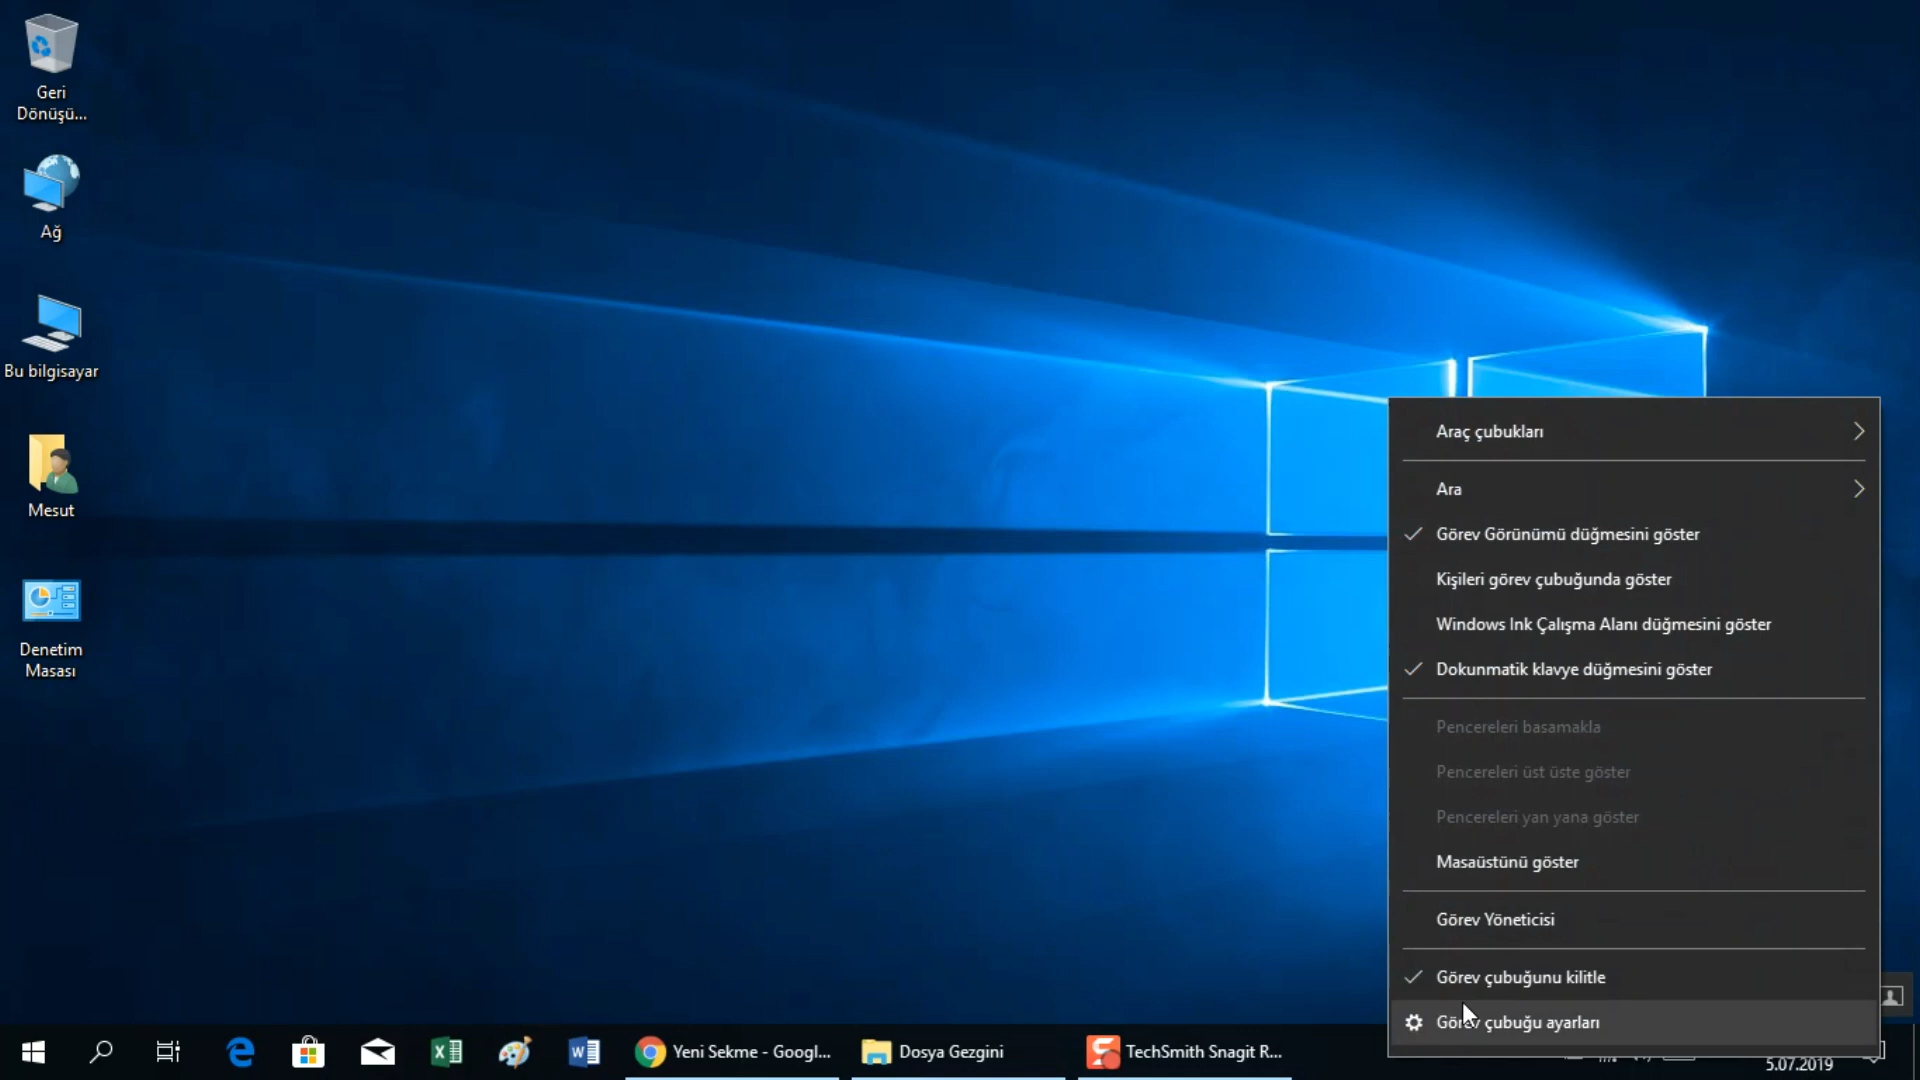 Geri
Dönüşü...
Ağ
Bu bilgisayar
Mesut
Denetim
Masası
Araç çubukları
Ara
Görev Görünümü düğmesini göster
Kişileri görev çubuğunda göster
Windows Ink Çalışma Alanı düğmesini göster
Dokunmatik klavye düğmesini göster
Pencereleri basamakla
Pencereleri üst üste göster
Pencereleri yan yana göster
Masaüstünü göster
Görev Yöneticisi
Görev çubuğunu kilitle
Görev çubuğu ayarları
Yeni Sekme - Googl...
Dosya Gezgini
TechSmith Snagit R...
5.07.2019